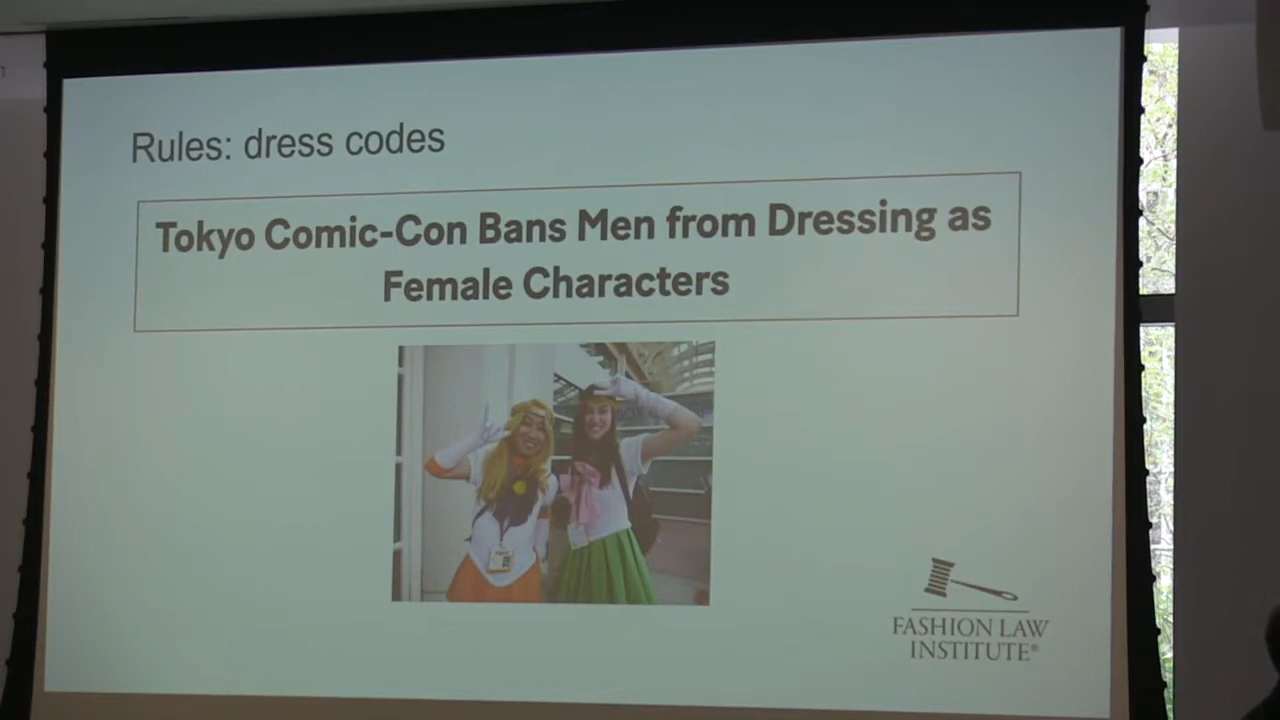 Rules: dress codes
Tokyo Comic-Con Bans Men from Dressing as
Female Characters
FASHION LAW
INSTITUTE®